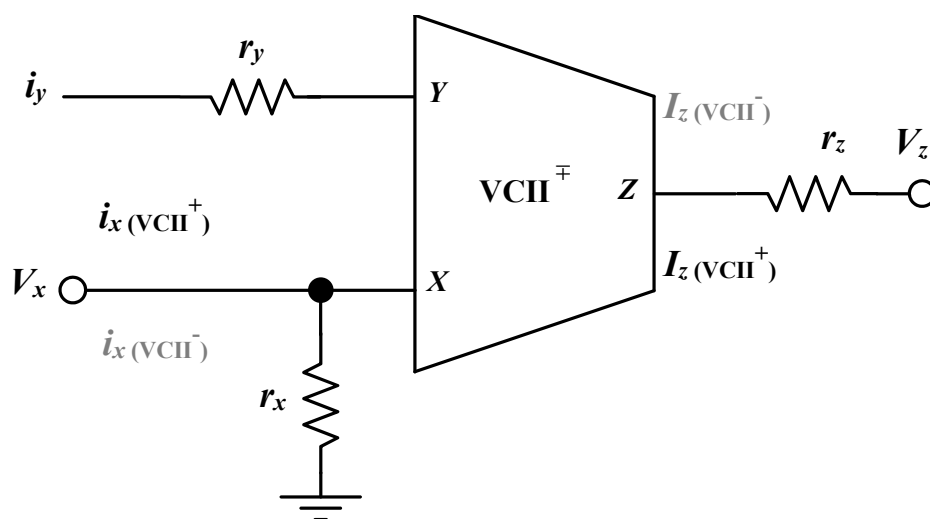 r_y
i_y
Y
I_z (VCII⁻)
r_z
V_z
VCII^∓
Z
i_x (VCII⁺)
I_z (VCII⁺)
V_x
X
i_x (VCII⁻)
r_x